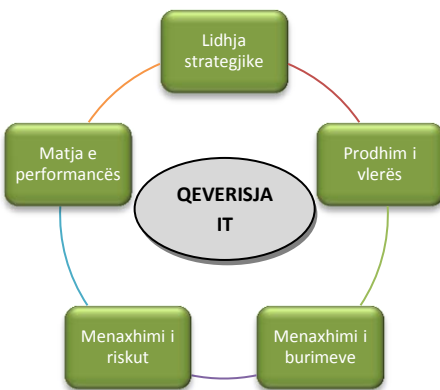 Lidhja
strategjike
Prodhim i
vlerës
Menaxhimi i
burimeve
Menaxhimi i
riskut
Matja e
performancës
QEVERISJA
IT